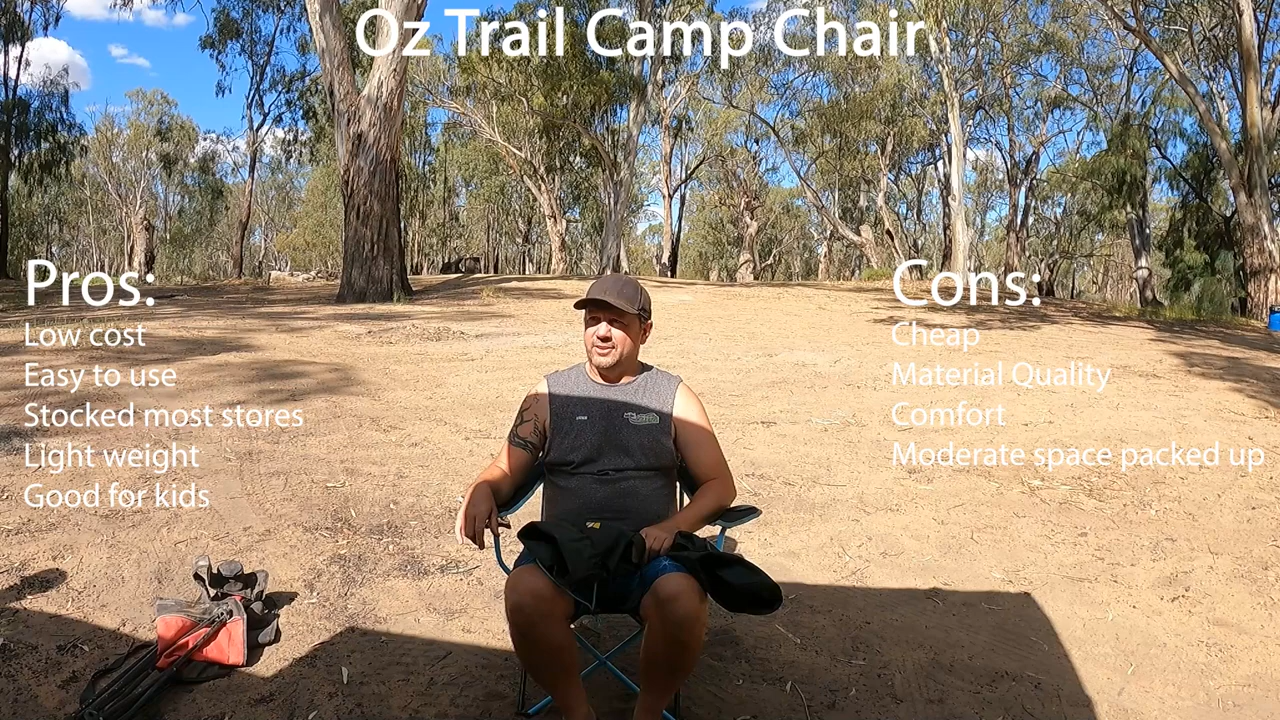 Oz Trail Camp Chair
Pros:
Low cost
Easy to use
Stocked most stores
Light weight
Good for kids
Cons:
Cheap
Material Quality
Comfort
Moderate space packed up